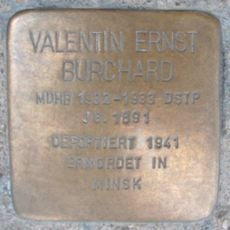 VALENTIN ERNST
BURCHARD
MDHB 1932-1933 DSTP
JG. 1891
DEPORTIERT 1941
ERMORDET IN
MINSK